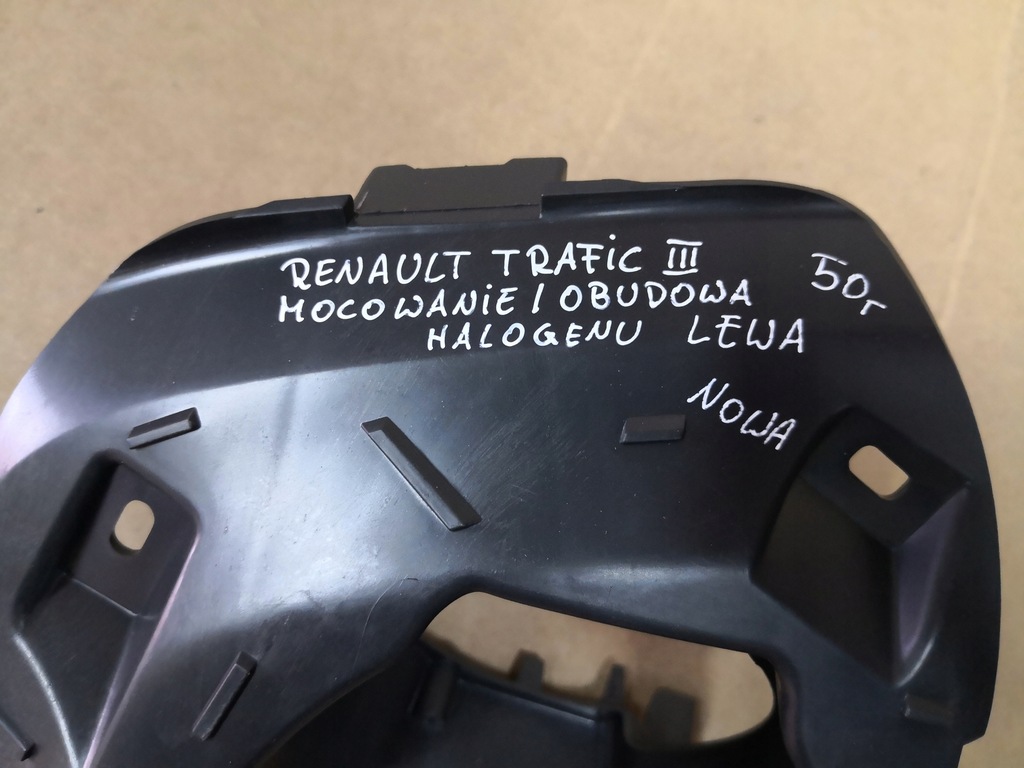 RENAULT TRAFIC III
MOCOWANIE / OBUDOWA
HALOGENU LEWA
50r
NOWA